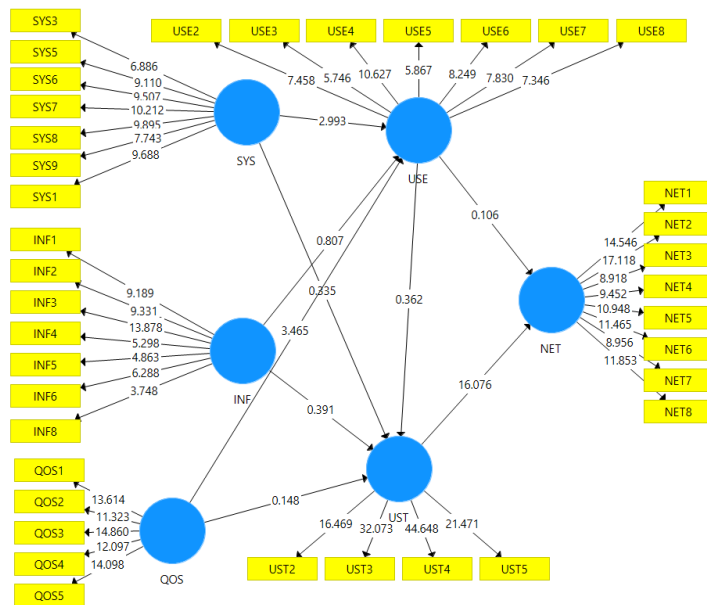 SYS3
SYS5
SYS6
SYS7
SYS8
SYS9
SYS1
6.886
9.110
9.507
10.212
9.895
7.743
9.688
SYS
USE2
USE3
USE4
USE5
USE6
USE7
USE8
7.458
5.746
10.627
5.867
8.249
7.830
7.346
2.993
USE
INF1
INF2
INF3
INF4
INF5
INF6
INF8
9.189
9.331
13.878
5.298
4.863
6.288
3.748
INF
0.807
0.335
3.465
0.362
0.106
0.391
0.148
16.076
NET1
NET2
NET3
NET4
NET5
NET6
NET7
NET8
14.546
17.118
8.918
9.452
10.948
11.465
8.956
11.853
NET
QOS1
QOS2
QOS3
QOS4
QOS5
13.614
11.323
14.860
12.097
14.098
QOS
UST
16.469
32.073
44.648
21.471
UST2
UST3
UST4
UST5